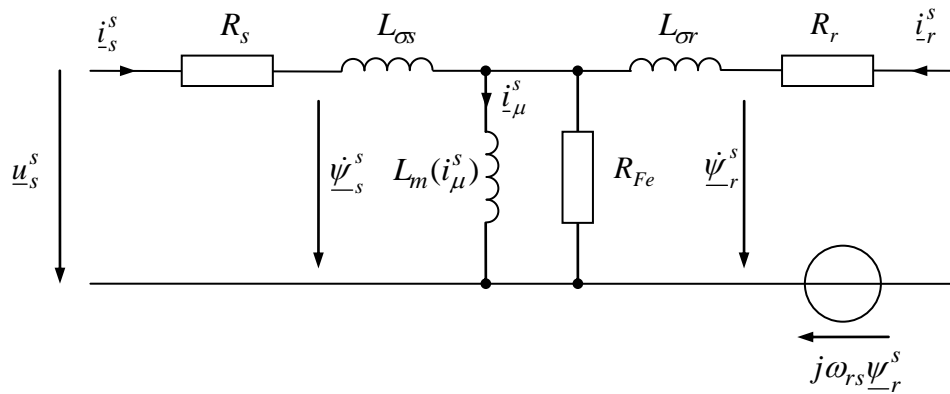 i_s^s
R_s
L_σs
L_σr
R_r
i_r^s
i_μ^s
u_s^s
ψ̇_s^s
L_m(i_μ^s)
R_Fe
ψ̇_r^s
jω_rs ψ_r^s